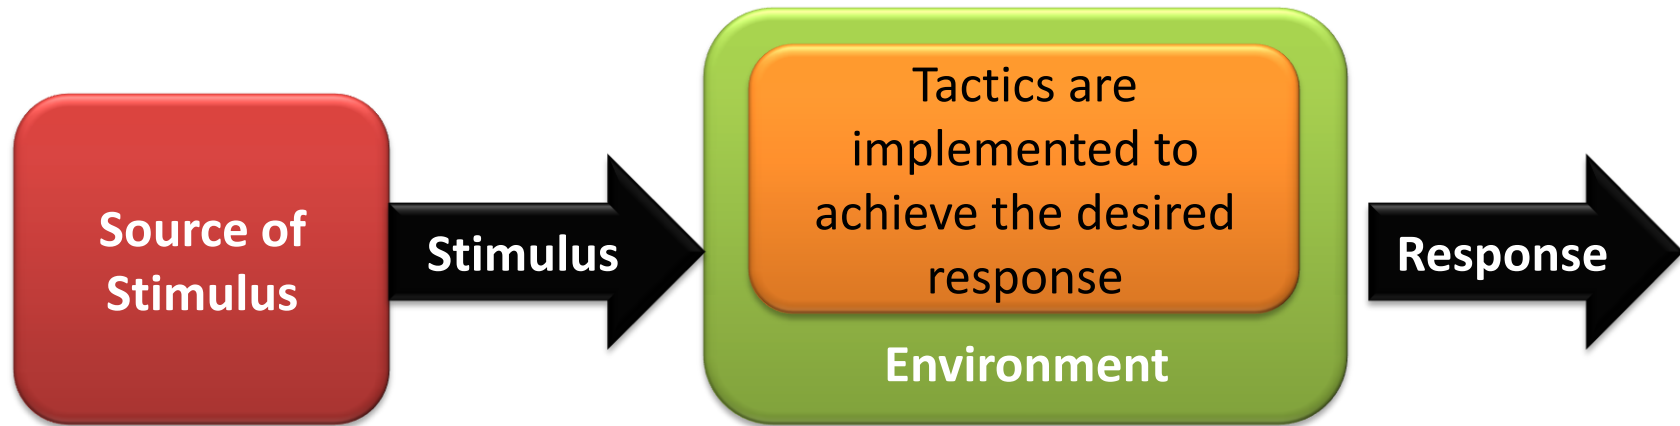 Source of
Stimulus
Stimulus
Tactics are
implemented to
achieve the desired
response
Environment
Response